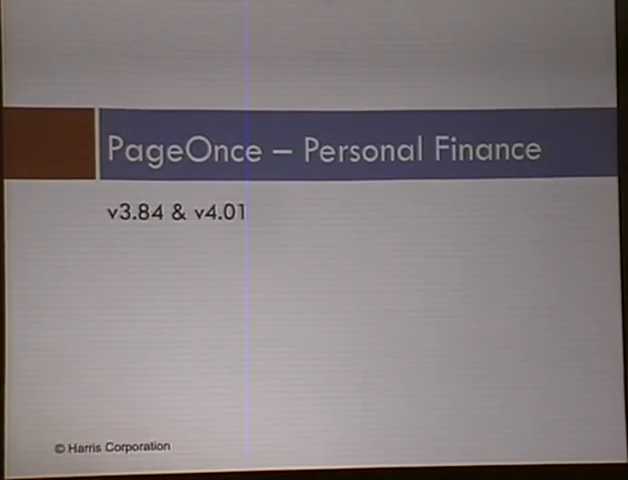 PageOnce – Personal Finance
v3.84 & v4.01
© Harris Corporation